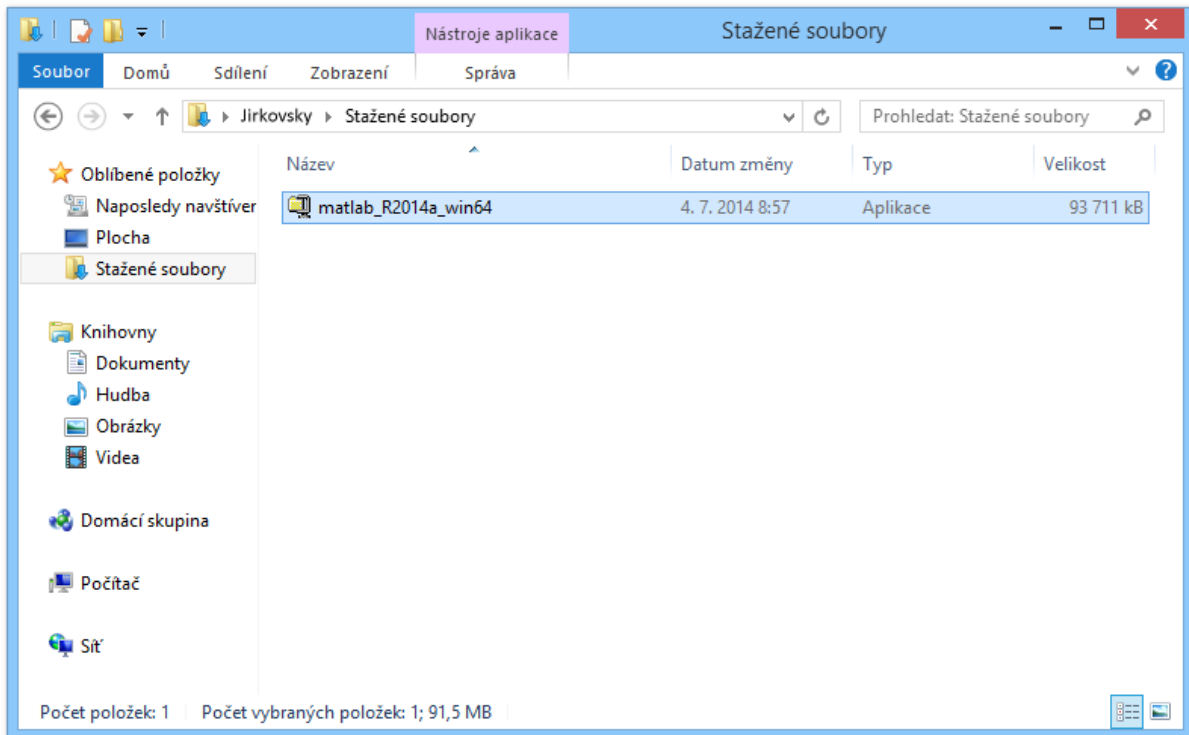 Nástroje aplikace
Stažené soubory
Soubor Domů Sdílení Zobrazení Správa
Jirkovsky Stažené soubory Prohledat: Stažené soubory
Název Datum změny Typ Velikost
matlab_R2014a_win64 4. 7. 2014 8:57 Aplikace 93 711 kB
Oblíbené položky
Naposledy navštíver
Plocha
Stažené soubory
Knihovny
Dokumenty
Hudba
Obrázky
Videa
Domácí skupina
Počítač
Síť
Počet položek: 1 Počet vybraných položek: 1; 91,5 MB